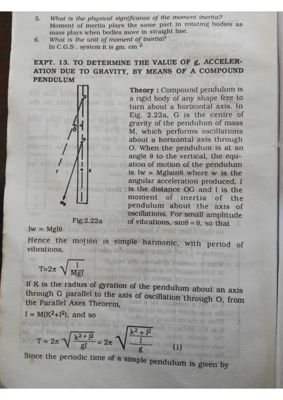 5. What is the physical significance of the moment inertia?
Moment of inertia plays the same part in rotating bodies as
mass plays when bodies move in straight line.
6. What is the unit of moment of inertia?
In C.G.S . system it is gm. cm 2
EXPT. 13. TO DETERMINE THE VALUE OF g, ACCELER-
ATION DUE TO GRAVITY, BY MEANS OF A COMPOUND
PENDULUM
Theory : Compound pendulum is
a rigid body of any shape free to
turn about a horizontal axis. In
Fig. 2.22a, G is the centre of
gravity of the pendulum of mass
M, which performs oscillations
about a horizontal axis through
O. When the pendulum is at an
angle θ to the vertical, the equi-
ation of motion of the pendulum
is Iw = Mglsinθ where w is the
angular acceleration produced, l
is the distance OG and I is the
moment of inertia of the
pendulum about the axis of
oscillations. For small amplitude
of vibrations, sinθ = θ, so that
Fig.2.22a
Iw = Mglθ
Hence the motion is simple harmonic, with period of
vibrations,
T=2π √ I / Mgl
If K is the radius of gyration of the pendulum about an axis
through G parallel to the axis of oscillation through O, from
the Parallel Axes Theorem,
I = M(K²+l²), and so
T = 2π √ k² + l² / gl = 2π √ k² + l² / l / g (1)
Since the periodic time of a simple pendulum is given by